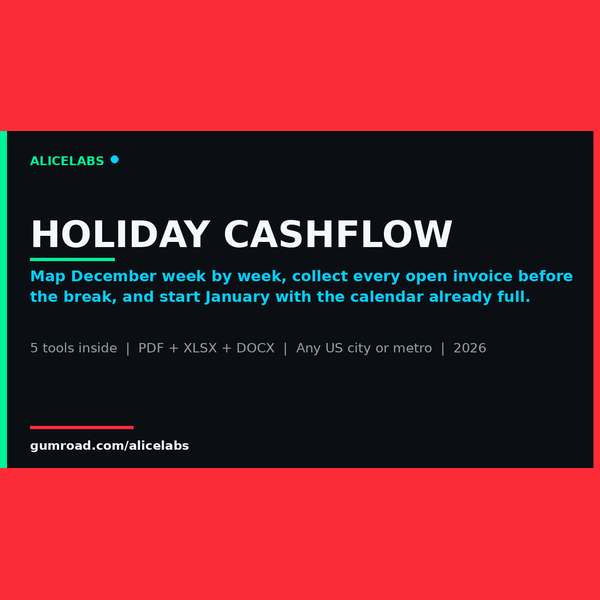 ALICELABS
HOLIDAY CASHFLOW
Map December week by week, collect every open invoice before
the break, and start January with the calendar already full.
5 tools inside | PDF + XLSX + DOCX | Any US city or metro | 2026
gumroad.com/alicelabs